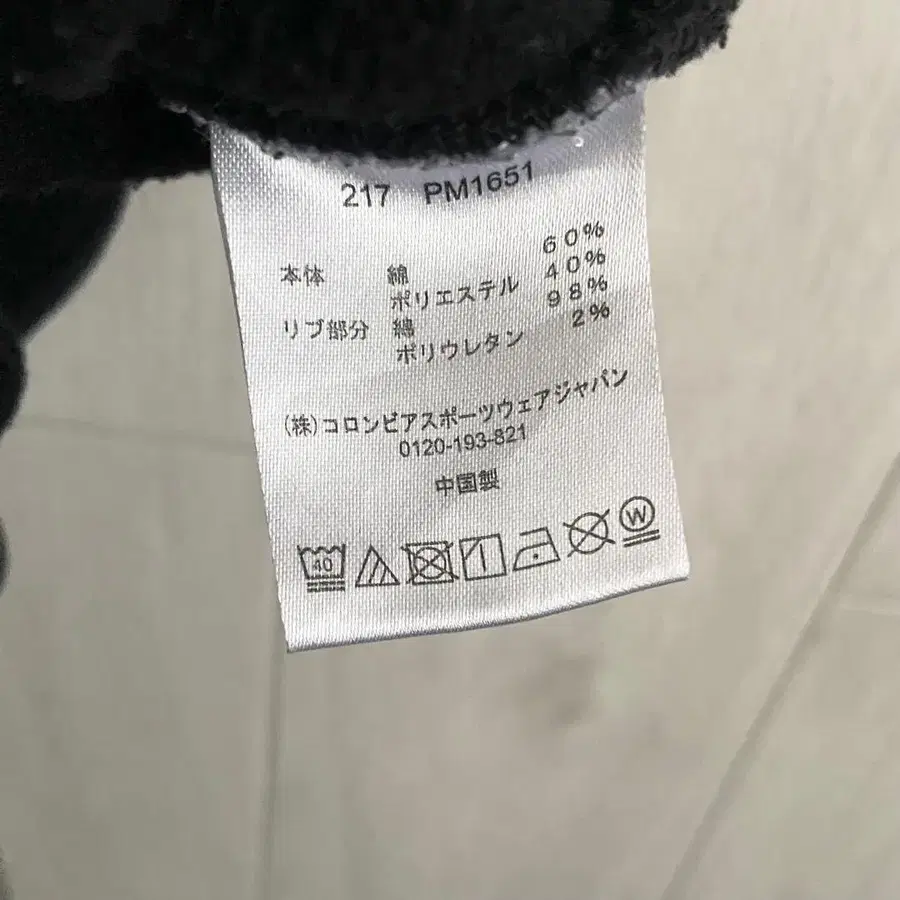 217 PM1651
本体 綿 60%
ポリエステル 40%
リブ部分 綿 98%
ポリウレタン 2%
(株)コロンビアスポーツウェアジャパン
0120-193-821
中国製
40 W